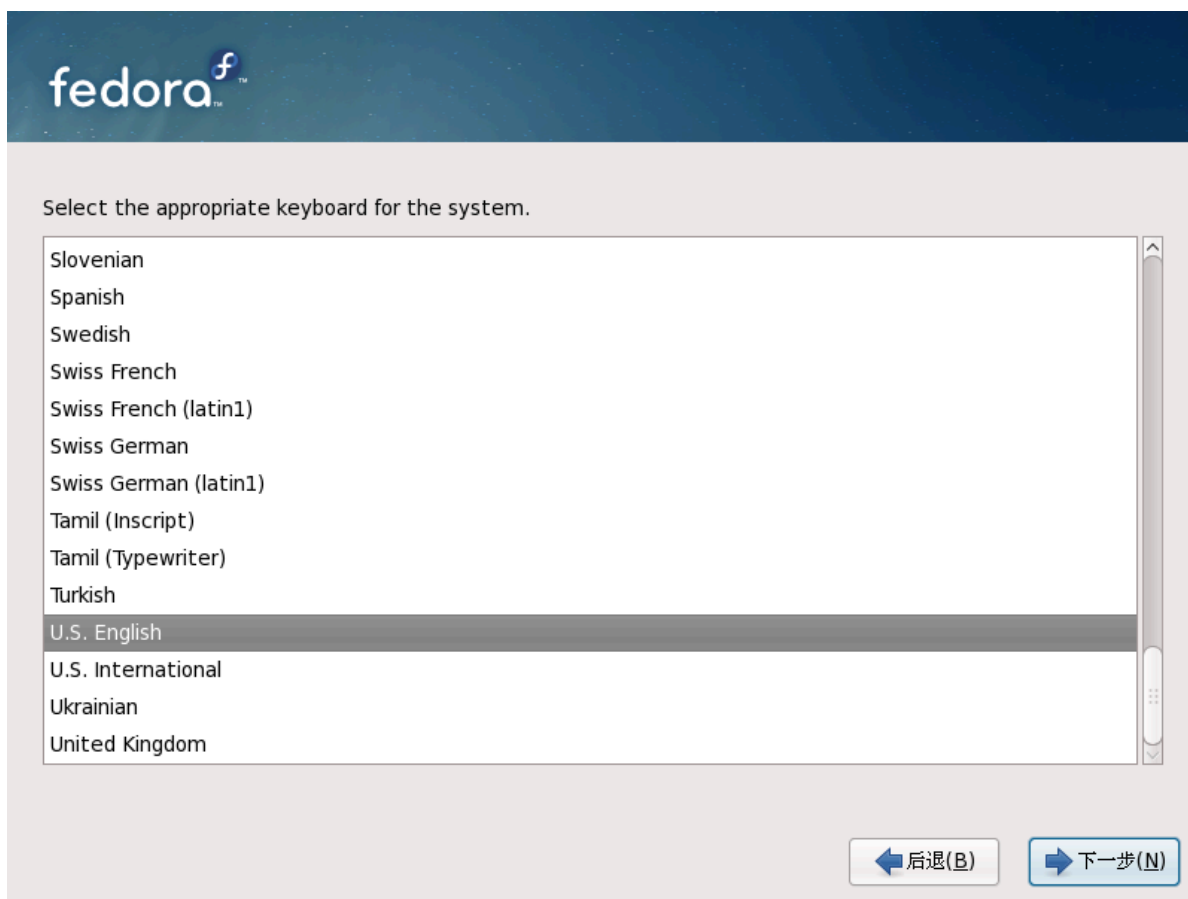 fedora
Select the appropriate keyboard for the system.
Slovenian
Spanish
Swedish
Swiss French
Swiss French (latin1)
Swiss German
Swiss German (latin1)
Tamil (Inscript)
Tamil (Typewriter)
Turkish
U.S. English
U.S. International
Ukrainian
United Kingdom
后退(B)
下一步(N)